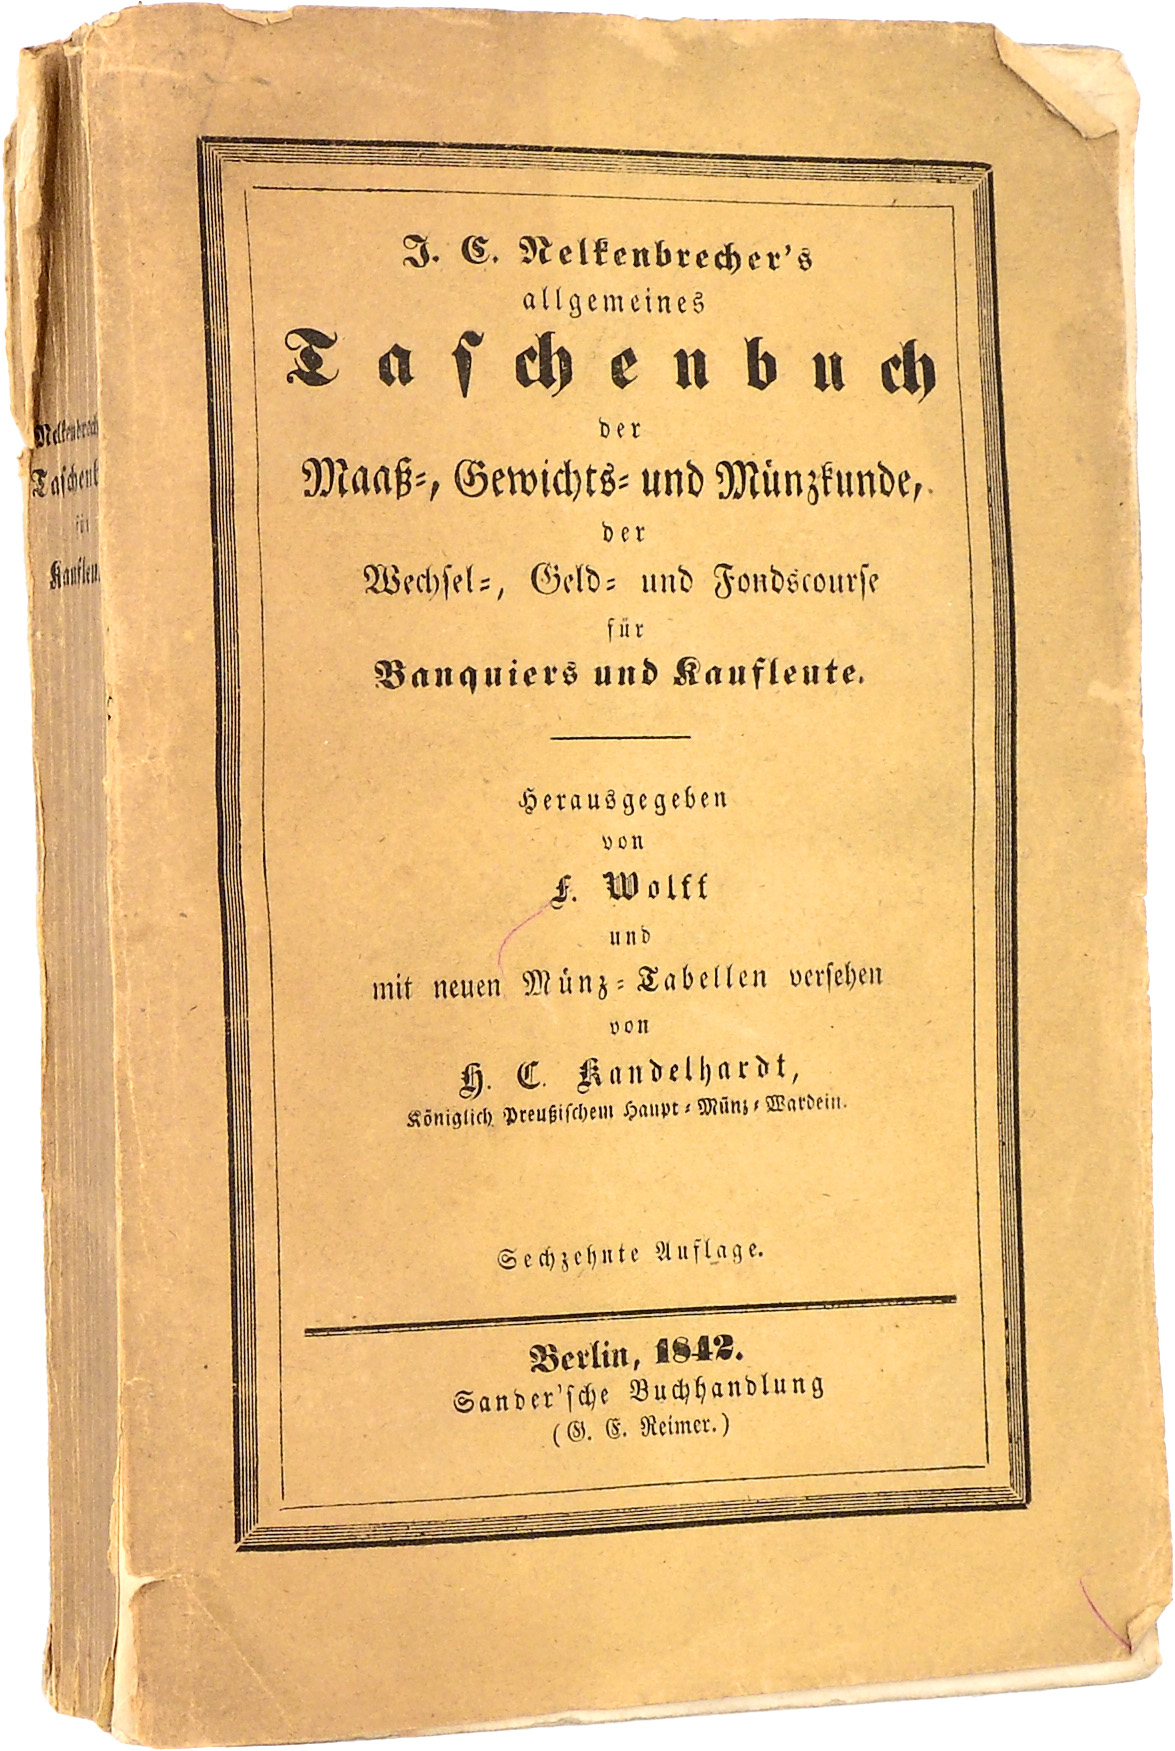 J. C. Nelkenbrecher's
allgemeines
Taschenbuch
der
Maaß-, Gewichts- und Münzkunde,
der
Wechsel-, Geld- und Fondscourse
für
Banquiers und Kaufleute.
Herausgegeben
von
F. Wolff
und
mit neuen Münz-Tabellen versehen
von
H. C. Kandelhardt,
Königlich Preußischem Haupt-Münz-Wardein.
Sechzehnte Auflage.
Berlin, 1842.
Sander'sche Buchhandlung
(G. E. Reimer.)
Nelkenbrech
Taschenb
für
Kaufleu